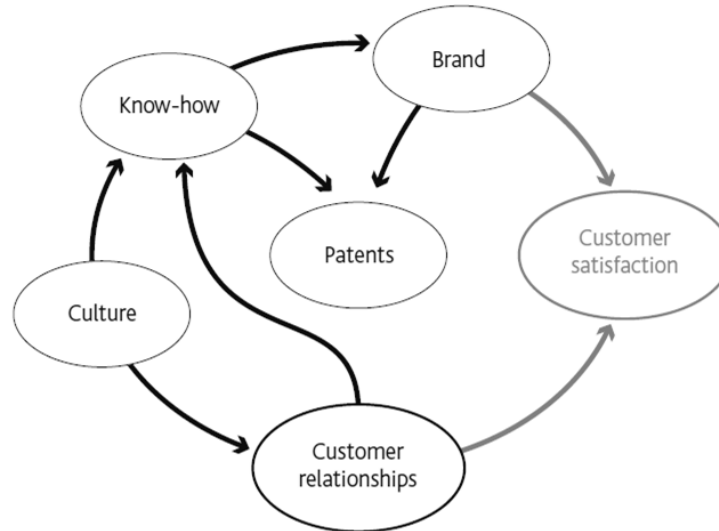 Brand
Know-how
Patents
Customer
satisfaction
Culture
Customer
relationships